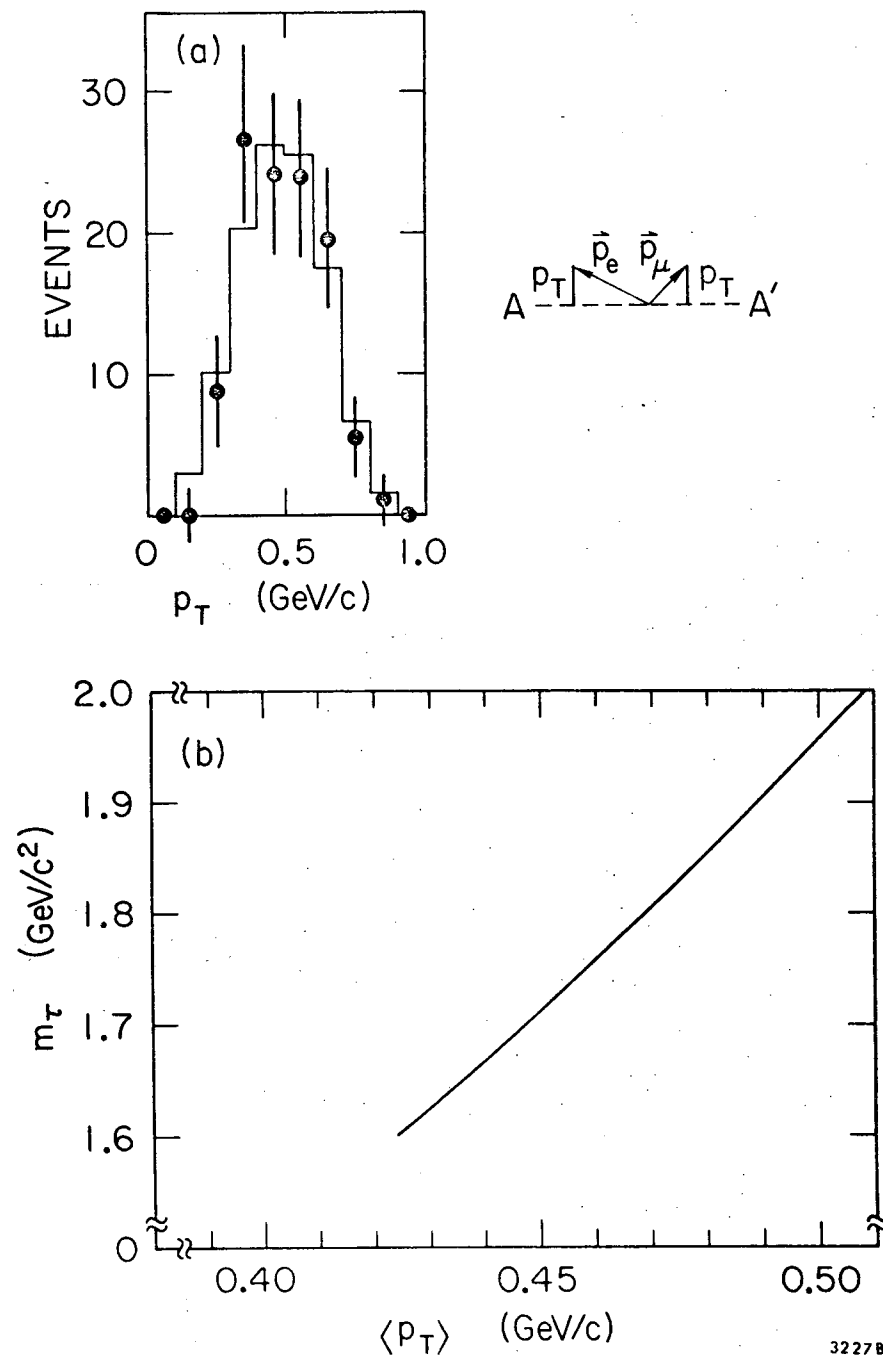 (a)
EVENTS
30
20
10
0 0.5 1.0
p_T (GeV/c)
p_T p⃗_e p⃗_μ p_T
A A'
(b)
m_τ (GeV/c²)
2.0
1.9
1.8
1.7
1.6
0
0.40 0.45 0.50
⟨p_T⟩ (GeV/c)
3227B